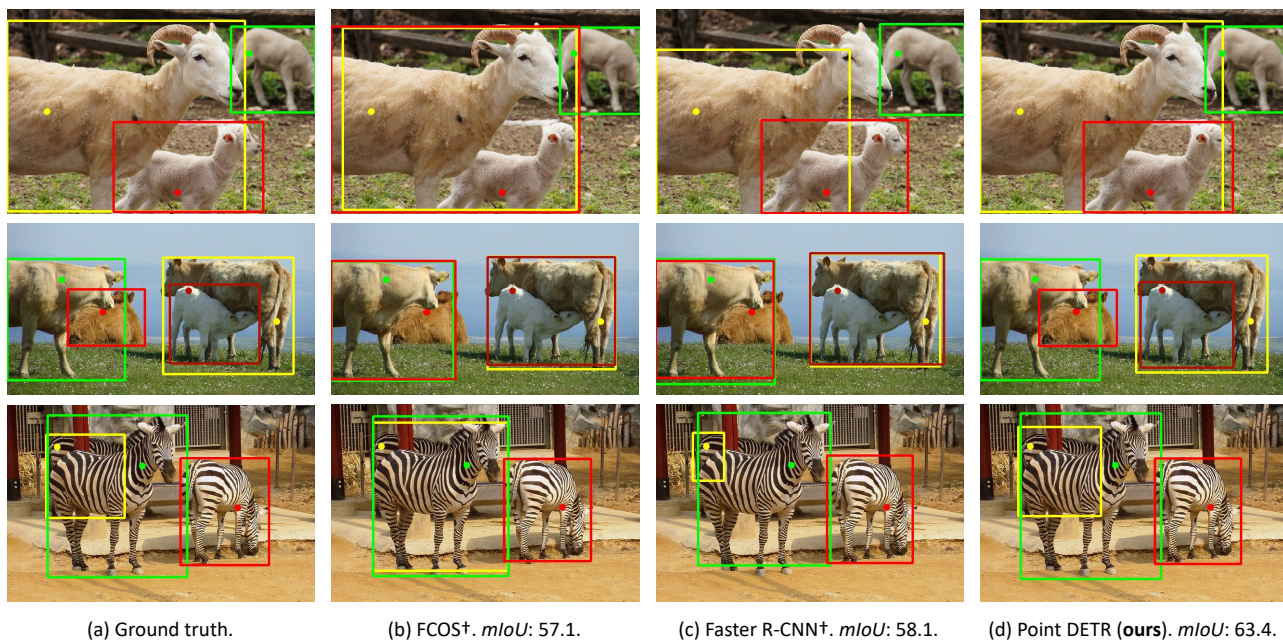 (a) Ground truth.
(b) FCOS†. mIoU: 57.1.
(c) Faster R-CNN†. mIoU: 58.1.
(d) Point DETR (ours). mIoU: 63.4.